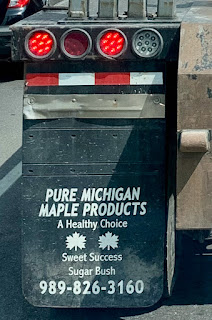 PURE MICHIGAN
MAPLE PRODUCTS
A Healthy Choice
Sweet Success
Sugar Bush
989-826-3160